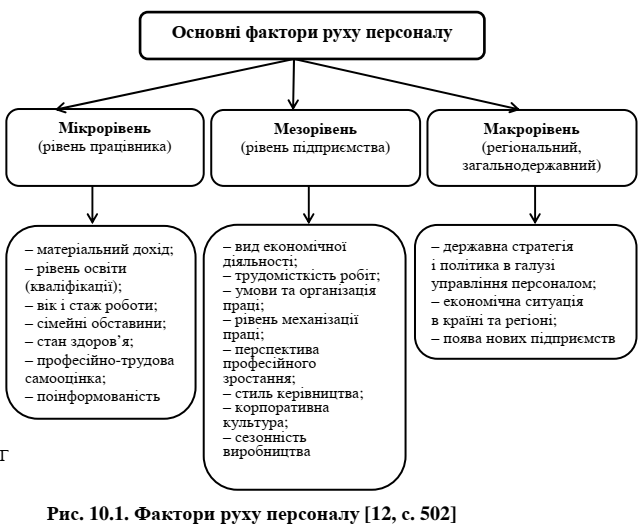 Основні фактори руху персоналу
Мікрорівень
(рівень працівника)
Мезорівень
(рівень підприємства)
Макрорівень
(регіональний,
загальнодержавний)
– матеріальний дохід;
– рівень освіти
(кваліфікації);
– вік і стаж роботи;
– сімейні обставини;
– стан здоров’я;
– професійно-трудова
самооцінка;
– поінформованість
– вид економічної
діяльності;
– трудомісткість робіт;
– умови та організація
праці;
– рівень механізації
праці;
– перспектива
професійного
зростання;
– стиль керівництва;
– корпоративна
культура;
– сезонність
виробництва
– державна стратегія
і політика в галузі
управління персоналом;
– економічна ситуація
в країні та регіоні;
– поява нових підприємств
Г
Рис. 10.1. Фактори руху персоналу [12, с. 502]